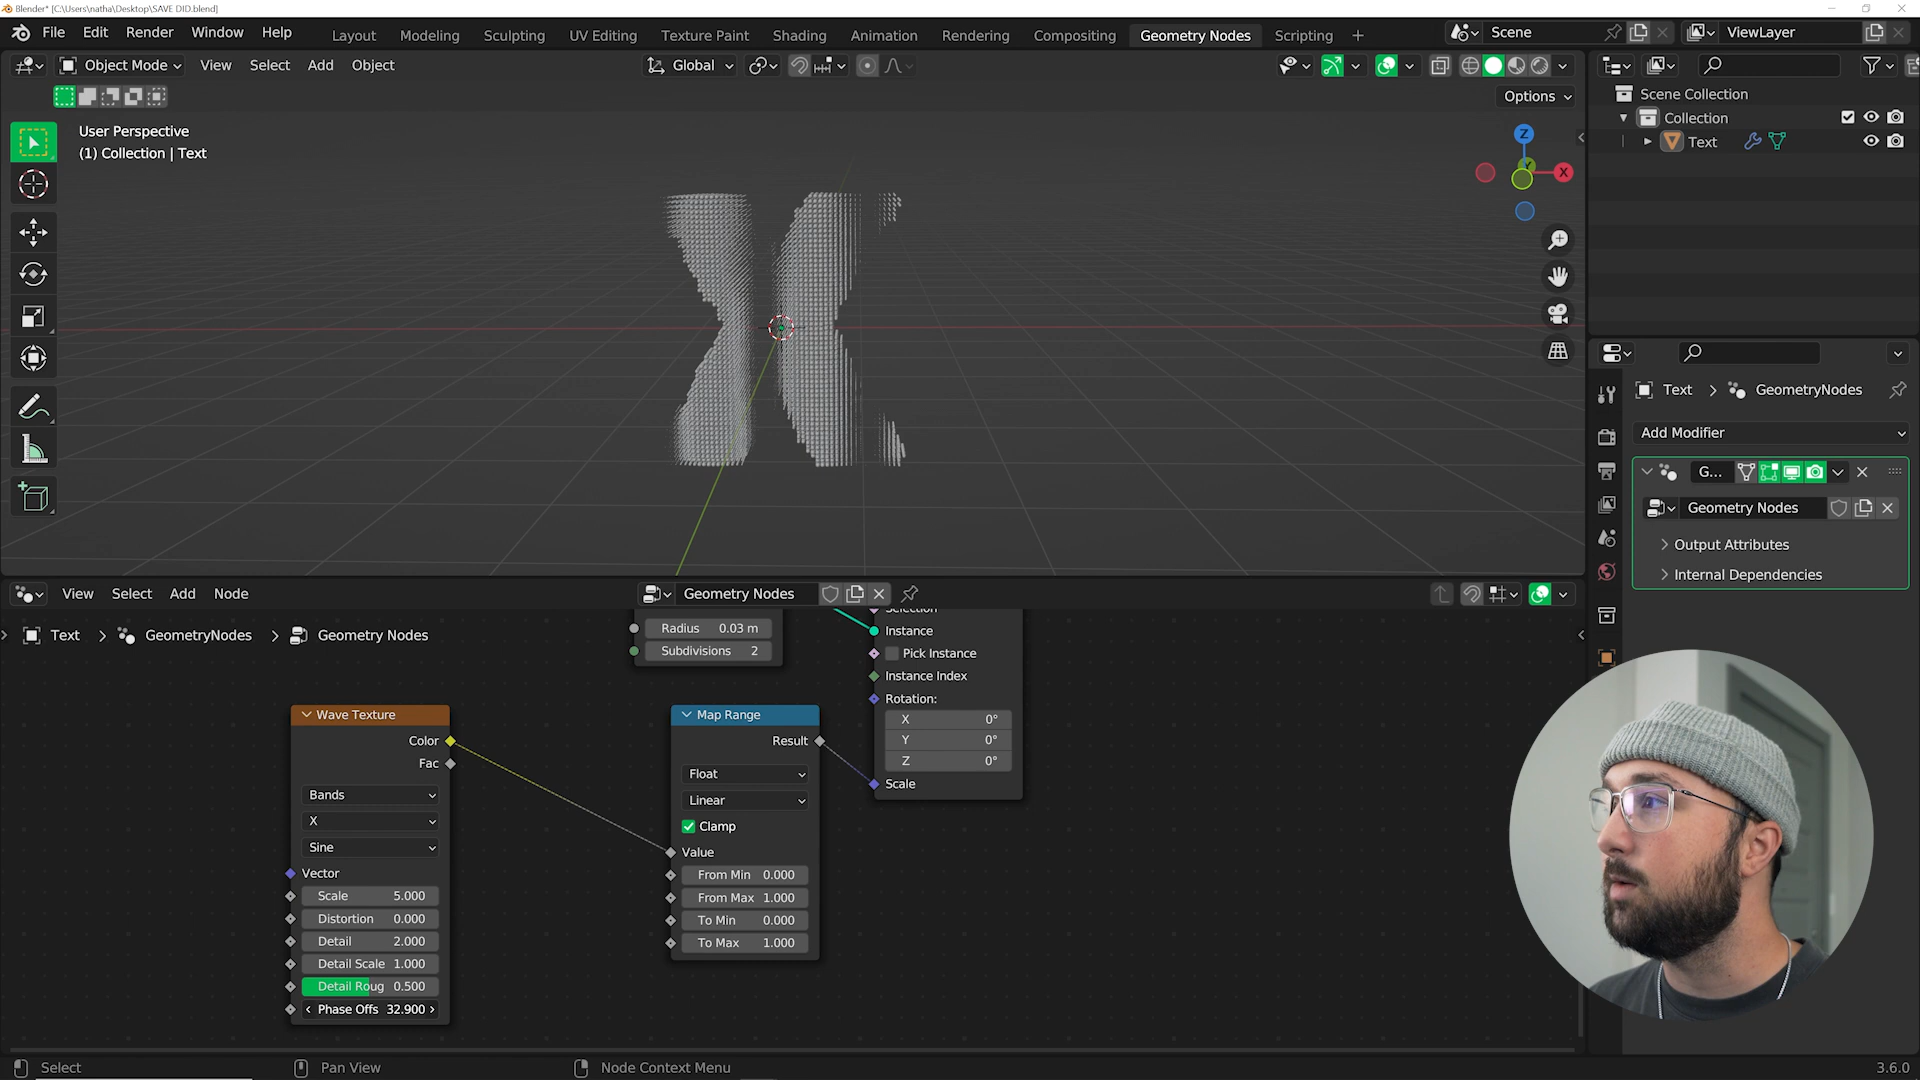 Blender* [C:\Users\natha\Desktop\SAVE DID.blend]
File Edit Render Window Help
Layout Modeling Sculpting UV Editing Texture Paint Shading Animation Rendering Compositing Geometry Nodes Scripting +
Scene
ViewLayer
Object Mode View Select Add Object
Global
Options
User Perspective
(1) Collection | Text
Z
Y
X
Scene Collection
Collection
Text
Text > GeometryNodes
Add Modifier
G...
Geometry Nodes
Output Attributes
Internal Dependencies
View Select Add Node
Geometry Nodes
Text > GeometryNodes > Geometry Nodes
Radius 0.03 m
Subdivisions 2
Selection
Instance
Pick Instance
Instance Index
Rotation:
X 0°
Y 0°
Z 0°
Scale
Wave Texture
Color
Fac
Bands
X
Sine
Vector
Scale 5.000
Distortion 0.000
Detail 2.000
Detail Scale 1.000
Detail Roug 0.500
Phase Offs 32.900
Map Range
Result
Float
Linear
Clamp
Value
From Min 0.000
From Max 1.000
To Min 0.000
To Max 1.000
Select
Pan View
Node Context Menu
3.6.0